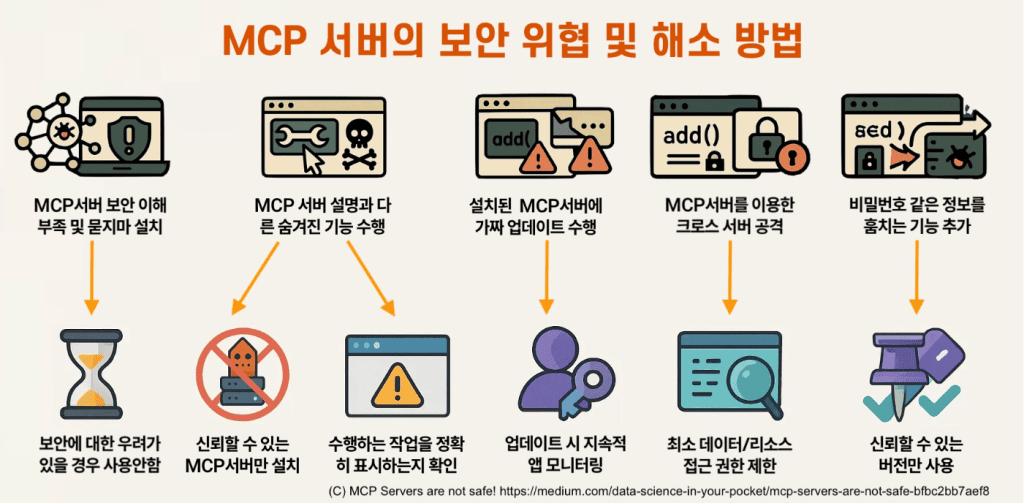 MCP 서버의 보안 위협 및 해소 방법
add(
...
add()
aed )
MCP서버 보안 이해
부족 및 묻지마 설치
MCP 서버 설명과 다
른 숨겨진 기능 수행
설치된 MCP서버에
가짜 업데이트 수행
MCP서버를 이용한
크로스 서버 공격
비밀번호 같은 정보를
훔치는 기능 추가
보안에 대한 우려가
있을 경우 사용안함
신뢰할 수 있는
MCP서버만 설치
수행하는 작업을 정확
히 표시하는지 확인
업데이트 시 지속적
앱 모니터링
최소 데이터/리소스
접근 권한 제한
신뢰할 수 있는
버전만 사용
(C) MCP Servers are not safe! https://medium.com/data-science-in-your-pocket/mcp-servers-are-not-safe-bfbc2bb7aef8